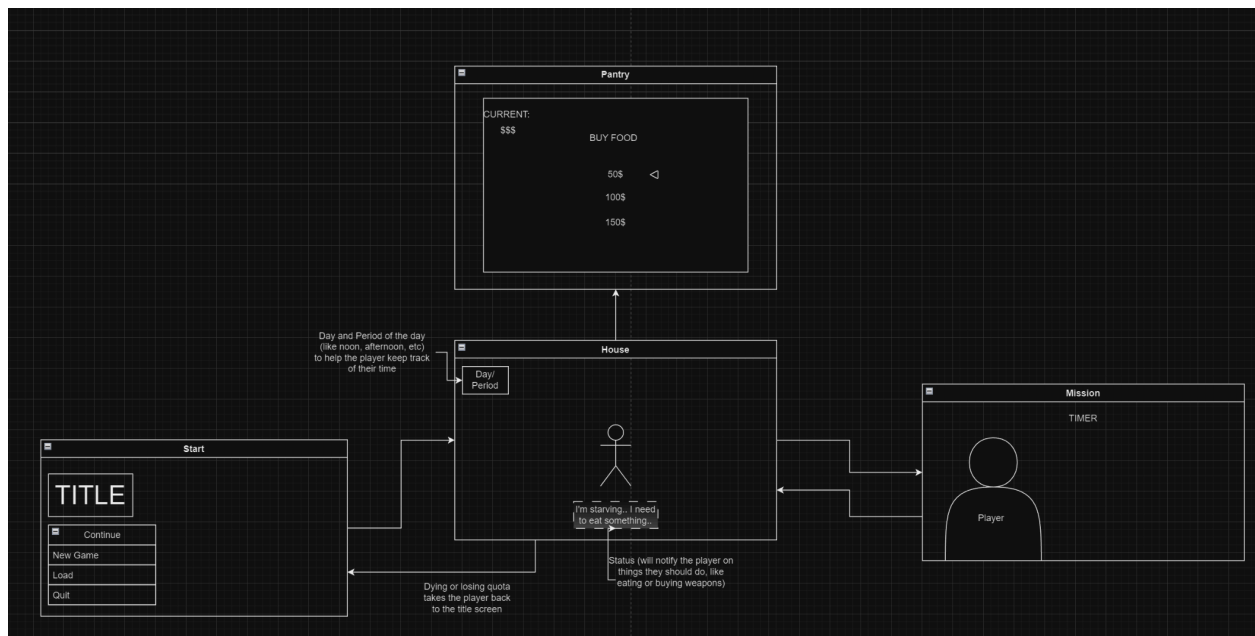 Pantry
CURRENT:
$$$
BUY FOOD
50$
100$
150$
Day and Period of the day
(like noon, afternoon, etc)
to help the player keep track
of their time
House
Day/
Period
I'm starving.. I need
to eat something..
Status (will notify the player on
things they should do, like
eating or buying weapons)
Start
TITLE
Continue
New Game
Load
Quit
Dying or losing quota
takes the player back
to the title screen
Mission
TIMER
Player